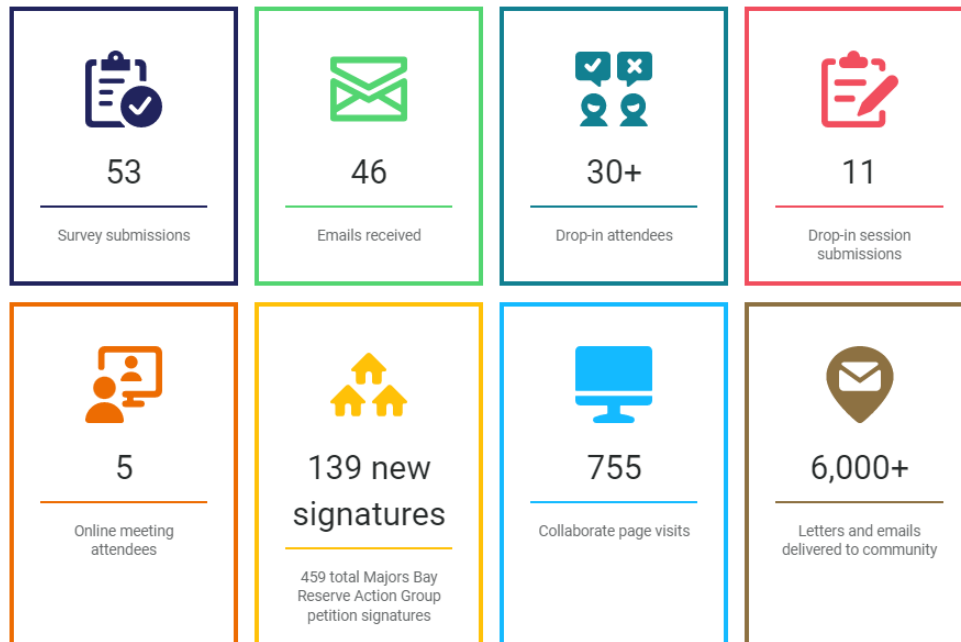 53
Survey submissions
46
Emails received
30+
Drop-in attendees
11
Drop-in session
submissions
5
Online meeting
attendees
139 new
signatures
459 total Majors Bay
Reserve Action Group
petition signatures
755
Collaborate page visits
6,000+
Letters and emails
delivered to community